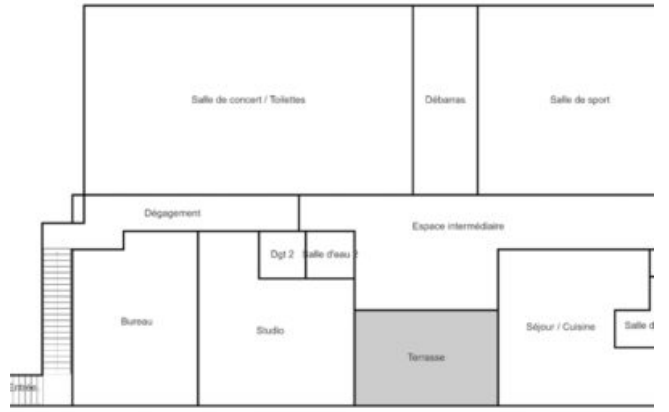 Salle de concert / Toilettes
Débarras
Salle de sport
Dégagement
Espace intermédiaire
Dgt 2
Salle d'eau 2
Bureau
Studio
Terrasse
Séjour / Cuisine
Salle d
Entrée